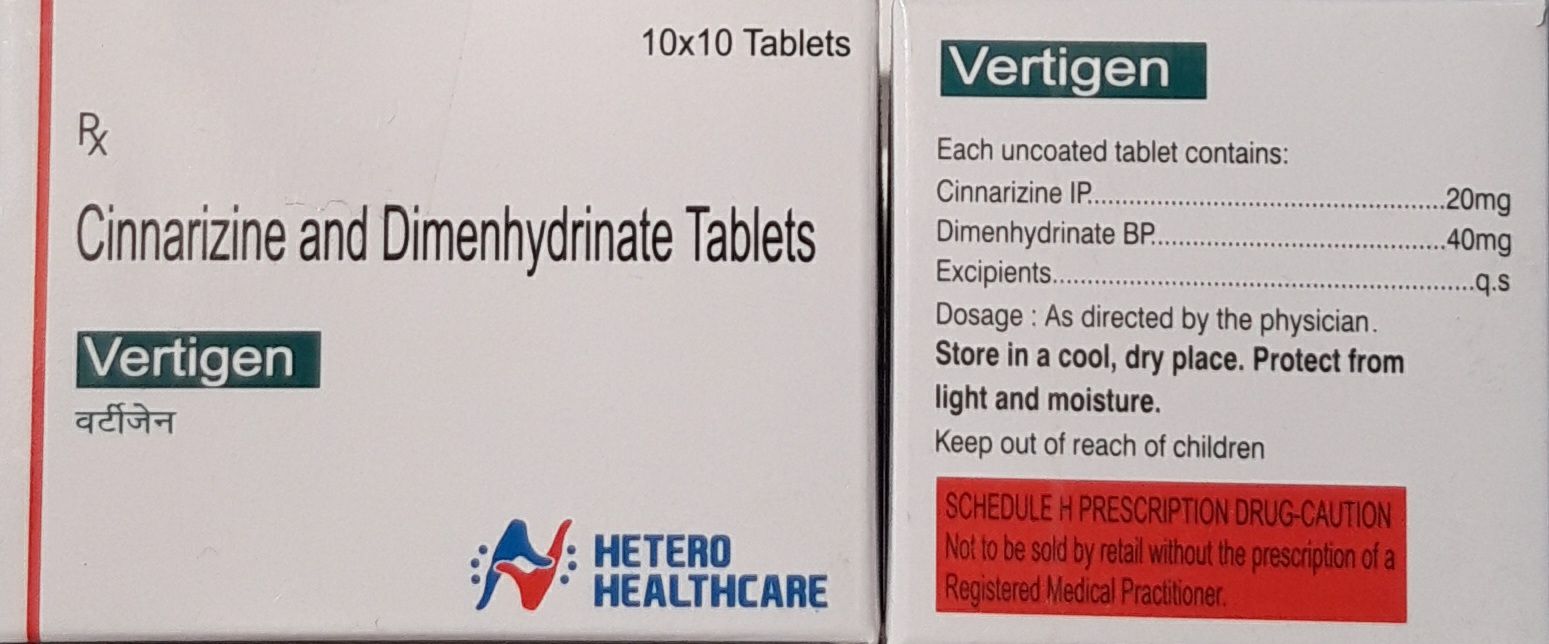 10x10 Tablets
Rx
Cinnarizine and Dimenhydrinate Tablets
Vertigen
वर्टीजेन
HETERO
HEALTHCARE
Vertigen
Each uncoated tablet contains:
Cinnarizine IP..........................................................20mg
Dimenhydrinate BP................................................40mg
Excipients.....................................................................q.s
Dosage : As directed by the physician.
Store in a cool, dry place. Protect from
light and moisture.
Keep out of reach of children
SCHEDULE H PRESCRIPTION DRUG-CAUTION
Not to be sold by retail without the prescription of a
Registered Medical Practitioner.